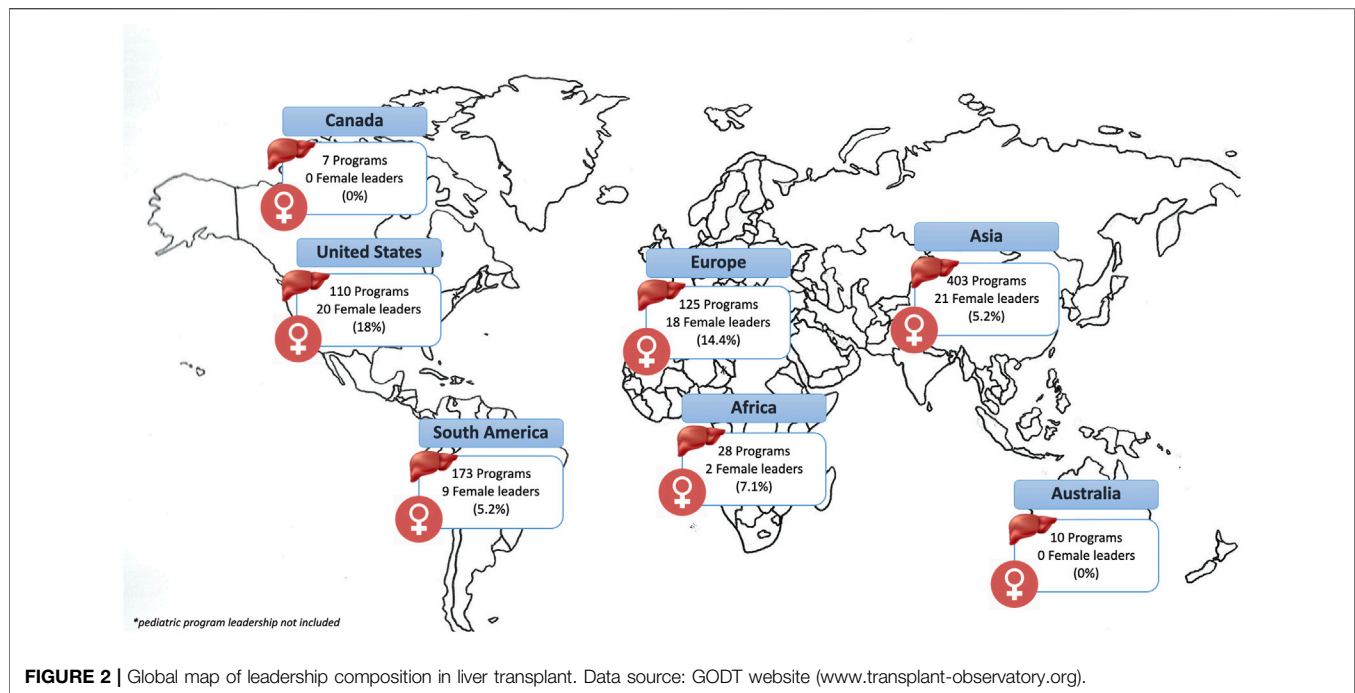 Canada
7 Programs
0 Female leaders
(0%)
United States
110 Programs
20 Female leaders
(18%)
South America
173 Programs
9 Female leaders
(5.2%)
Europe
125 Programs
18 Female leaders
(14.4%)
Africa
28 Programs
2 Female leaders
(7.1%)
Asia
403 Programs
21 Female leaders
(5.2%)
Australia
10 Programs
0 Female leaders
(0%)
*pediatric program leadership not included
FIGURE 2 | Global map of leadership composition in liver transplant. Data source: GODT website (www.transplant-observatory.org).